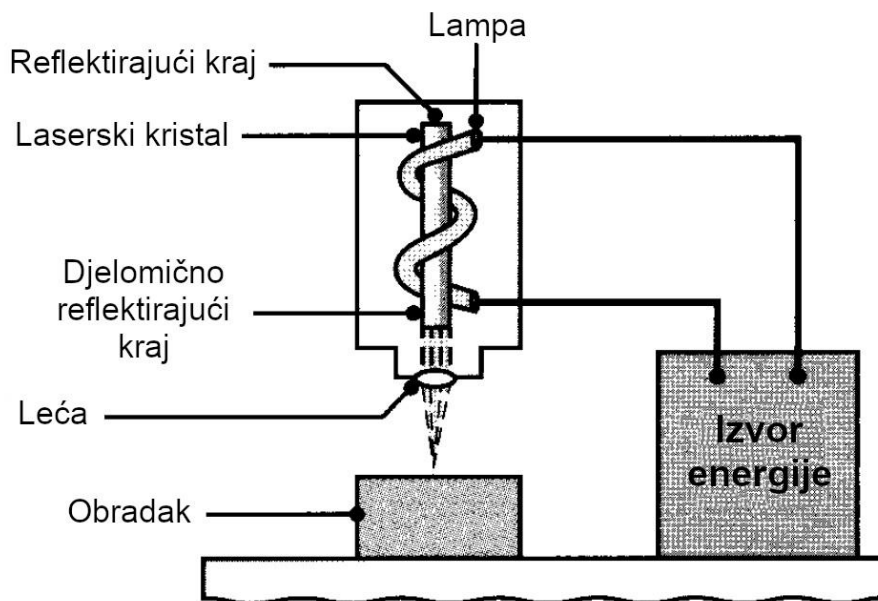 Lampa
Reflektirajući kraj
Laserski kristal
Djelomično
reflektirajući
kraj
Leća
Izvor
energije
Obradak